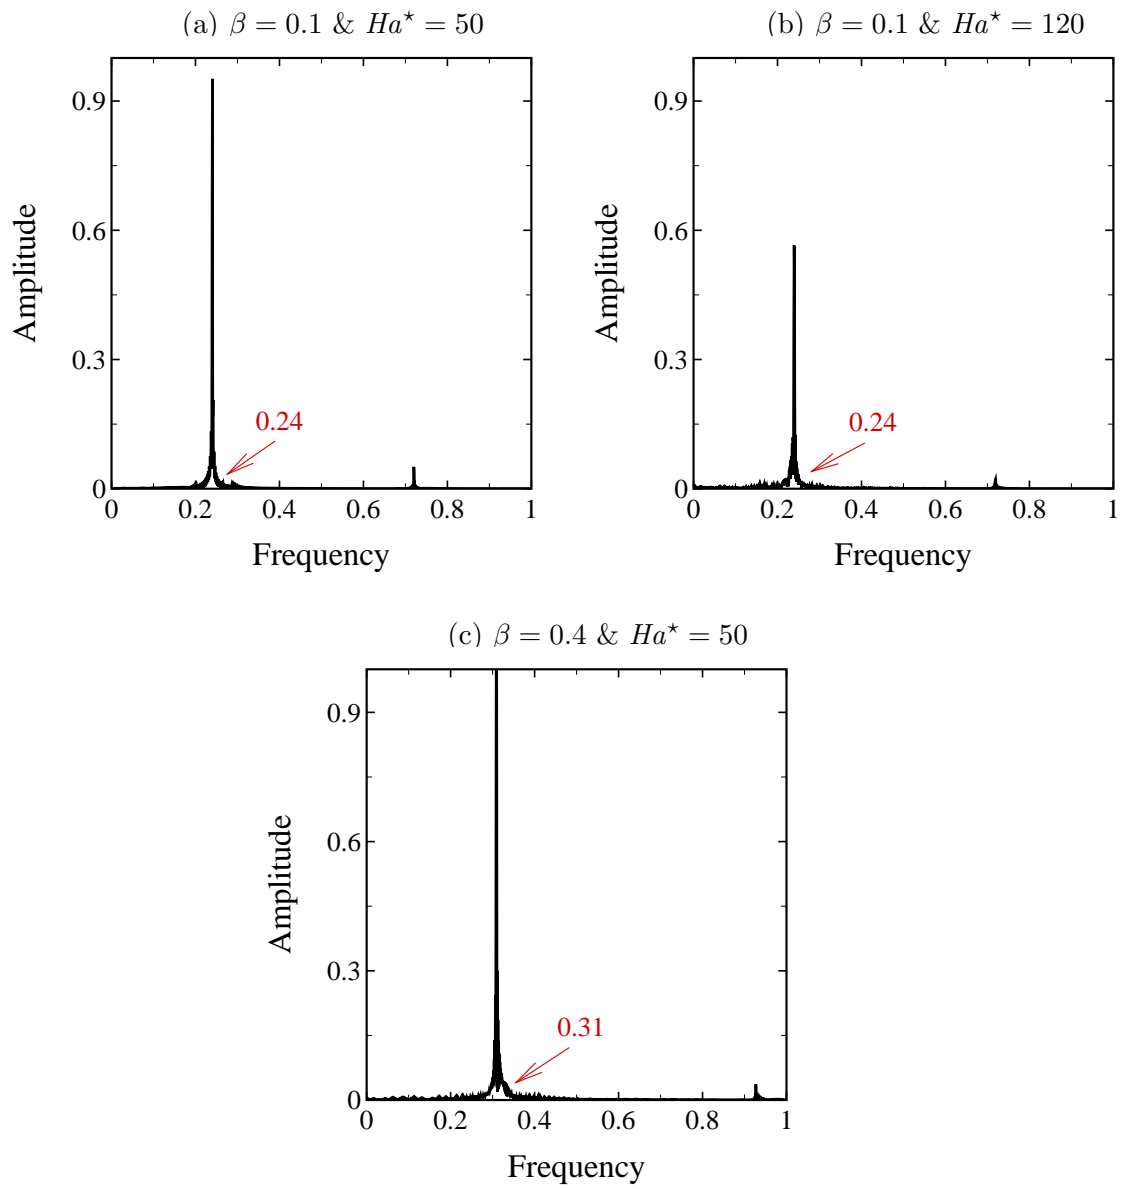 (a) β = 0.1 & Ha⋆ = 50
(b) β = 0.1 & Ha⋆ = 120
Amplitude
0.9
0.6
0.3
0
0.24
0 0.2 0.4 0.6 0.8 1
Frequency
Amplitude
0.9
0.6
0.3
0
0.24
0 0.2 0.4 0.6 0.8 1
Frequency
(c) β = 0.4 & Ha⋆ = 50
Amplitude
0.9
0.6
0.3
0
0.31
0 0.2 0.4 0.6 0.8 1
Frequency